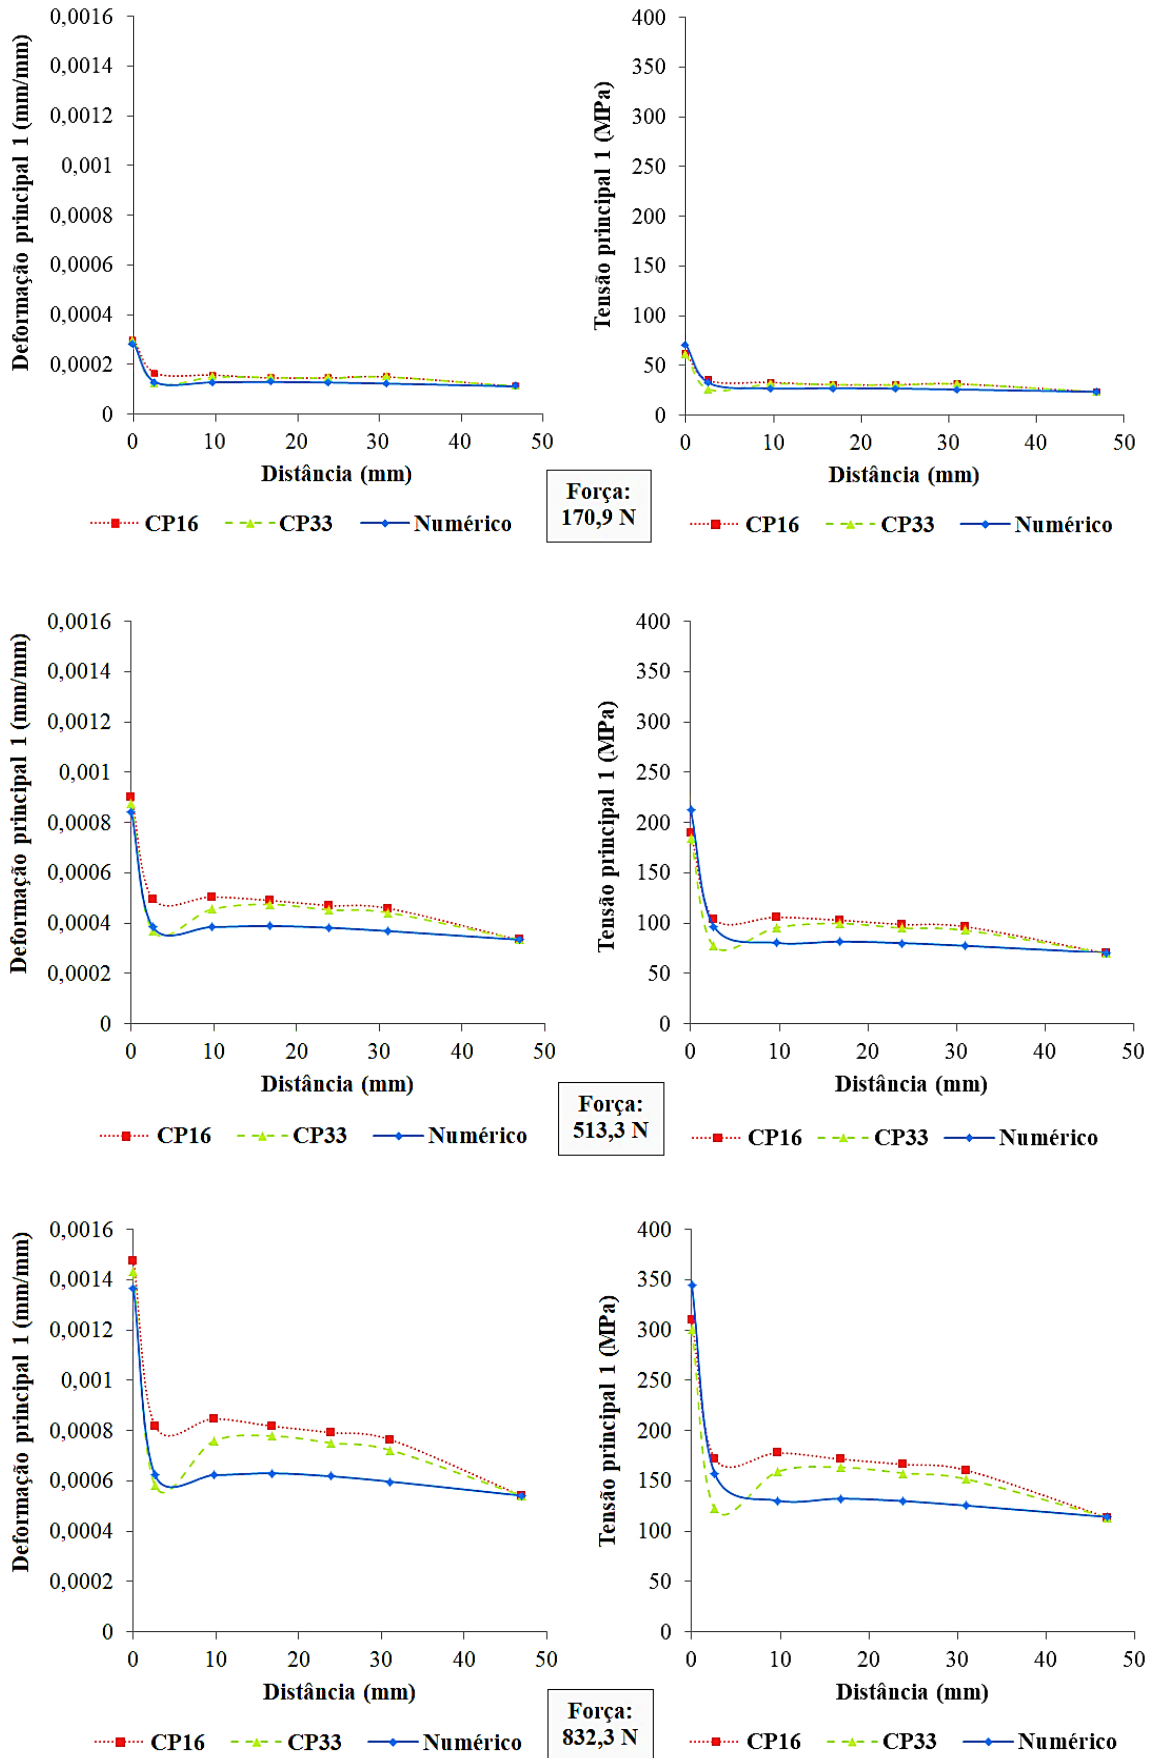 Deformação principal 1 (mm/mm)
0,0016
0,0014
0,0012
0,001
0,0008
0,0006
0,0004
0,0002
0
0 10 20 30 40 50
Distância (mm)
CP16 CP33 Numérico
Tensão principal 1 (MPa)
400
350
300
250
200
150
100
50
0
0 10 20 30 40 50
Distância (mm)
CP16 CP33 Numérico
Força:
170,9 N
Deformação principal 1 (mm/mm)
0,0016
0,0014
0,0012
0,001
0,0008
0,0006
0,0004
0,0002
0
0 10 20 30 40 50
Distância (mm)
CP16 CP33 Numérico
Tensão principal 1 (MPa)
400
350
300
250
200
150
100
50
0
0 10 20 30 40 50
Distância (mm)
CP16 CP33 Numérico
Força:
513,3 N
Deformação principal 1 (mm/mm)
0,0016
0,0014
0,0012
0,001
0,0008
0,0006
0,0004
0,0002
0
0 10 20 30 40 50
Distância (mm)
CP16 CP33 Numérico
Tensão principal 1 (MPa)
400
350
300
250
200
150
100
50
0
0 10 20 30 40 50
Distância (mm)
CP16 CP33 Numérico
Força:
832,3 N